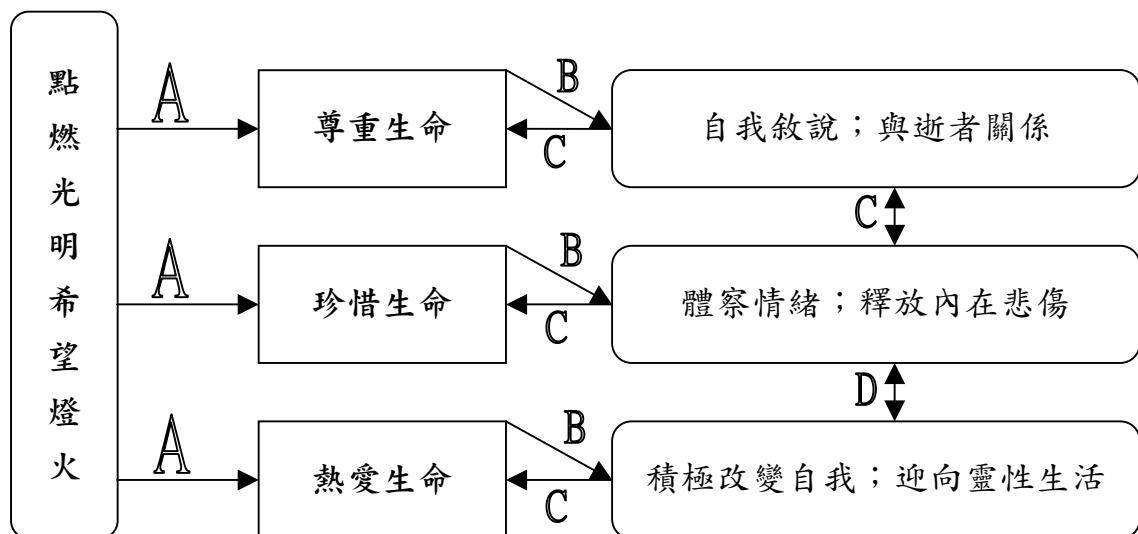 點燃光明希望燈火
A
尊重生命
B
C
自我敘說；與逝者關係
C
A
珍惜生命
B
C
體察情緒；釋放內在悲傷
D
A
熱愛生命
B
C
積極改變自我；迎向靈性生活